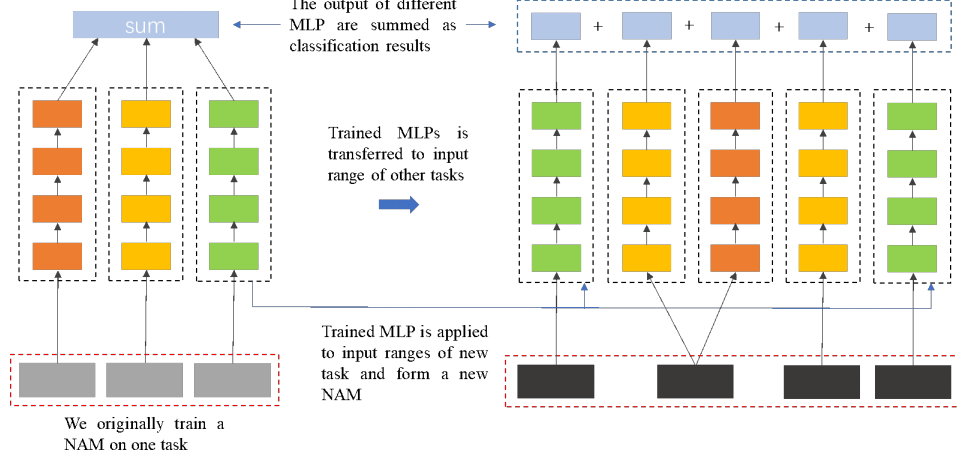 The output of different
MLP are summed as
classification results
sum
+ + + +
Trained MLPs is
transferred to input
range of other tasks
Trained MLP is applied
to input ranges of new
task and form a new
NAM
We originally train a
NAM on one task